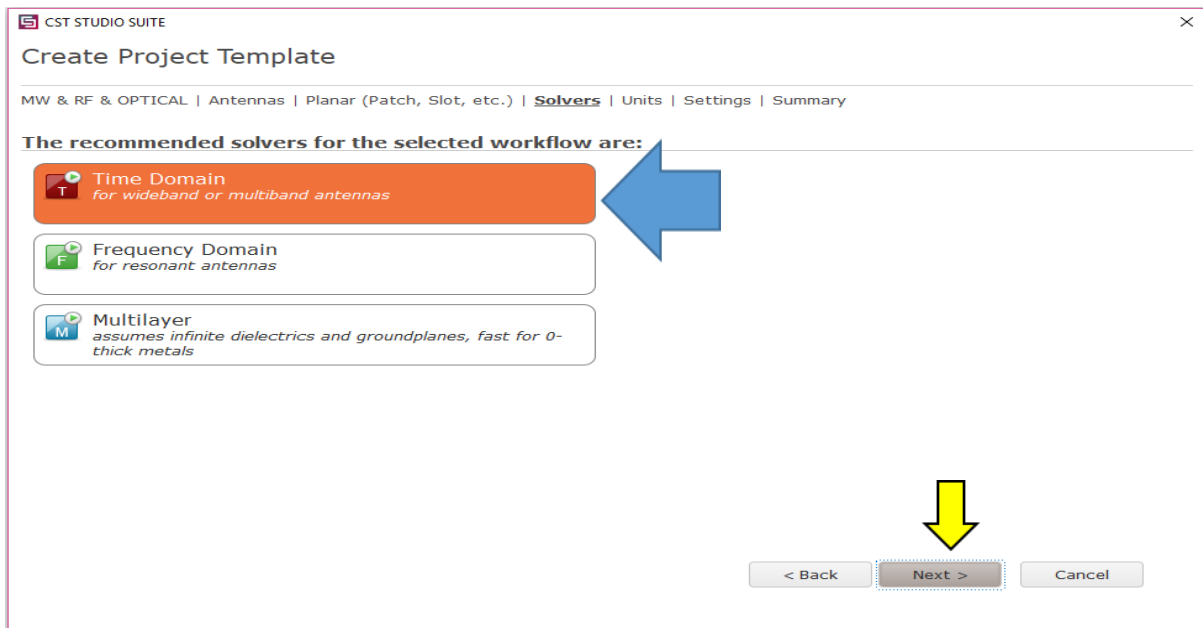 CST STUDIO SUITE
Create Project Template
MW & RF & OPTICAL | Antennas | Planar (Patch, Slot, etc.) | Solvers | Units | Settings | Summary
The recommended solvers for the selected workflow are:
T
Time Domain
for wideband or multiband antennas
F
Frequency Domain
for resonant antennas
M
Multilayer
assumes infinite dielectrics and groundplanes, fast for 0-
thick metals
< Back
Next >
Cancel